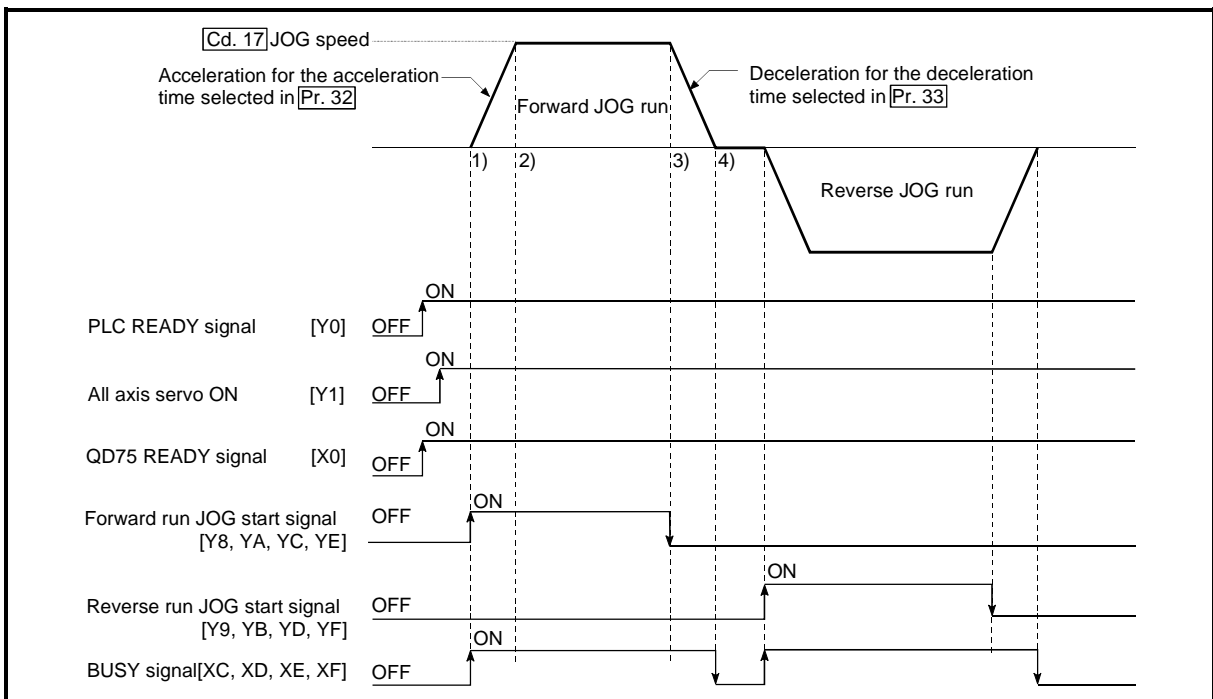 Cd. 17 JOG speed
Acceleration for the acceleration
time selected in Pr. 32
Deceleration for the deceleration
time selected in Pr. 33
Forward JOG run
1) 2) 3) 4)
Reverse JOG run
ON
PLC READY signal [Y0] OFF
ON
All axis servo ON [Y1] OFF
ON
QD75 READY signal [X0] OFF
ON
Forward run JOG start signal OFF
[Y8, YA, YC, YE]
ON
Reverse run JOG start signal OFF
[Y9, YB, YD, YF]
ON
BUSY signal[XC, XD, XE, XF] OFF